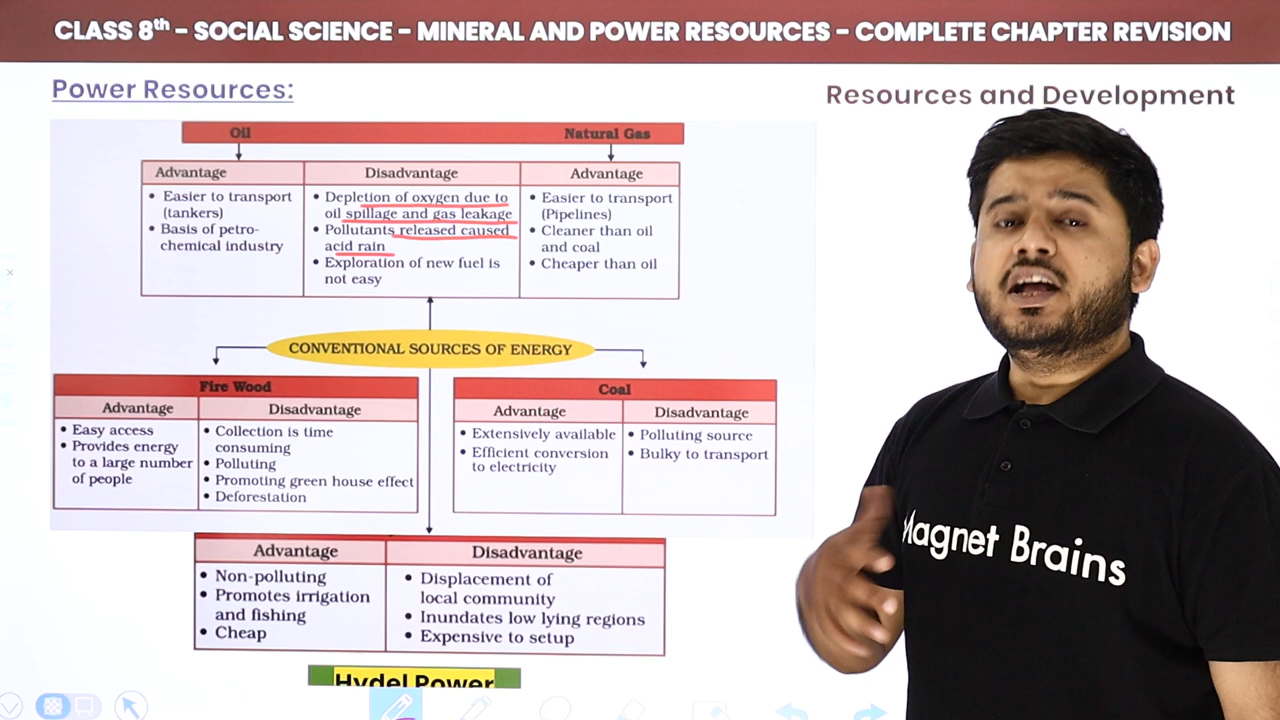 CLASS 8th - SOCIAL SCIENCE - MINERAL AND POWER RESOURCES - COMPLETE CHAPTER REVISION
Power Resources:
Resources and Development
Oil
Natural Gas
Advantage
Disadvantage
Advantage
• Easier to transport
(tankers)
• Basis of petro-
chemical industry
• Depletion of oxygen due to
oil spillage and gas leakage
• Pollutants released caused
acid rain
• Exploration of new fuel is
not easy
• Easier to transport
(Pipelines)
• Cleaner than oil
and coal
• Cheaper than oil
CONVENTIONAL SOURCES OF ENERGY
Fire Wood
Advantage
Disadvantage
• Easy access
• Provides energy
to a large number
of people
• Collection is time
consuming
• Polluting
• Promoting green house effect
• Deforestation
Coal
Advantage
Disadvantage
• Extensively available
• Efficient conversion
to electricity
• Polluting source
• Bulky to transport
Advantage
Disadvantage
• Non-polluting
• Promotes irrigation
and fishing
• Cheap
• Displacement of
local community
• Inundates low lying regions
• Expensive to setup
Hydel Power
Magnet Brains